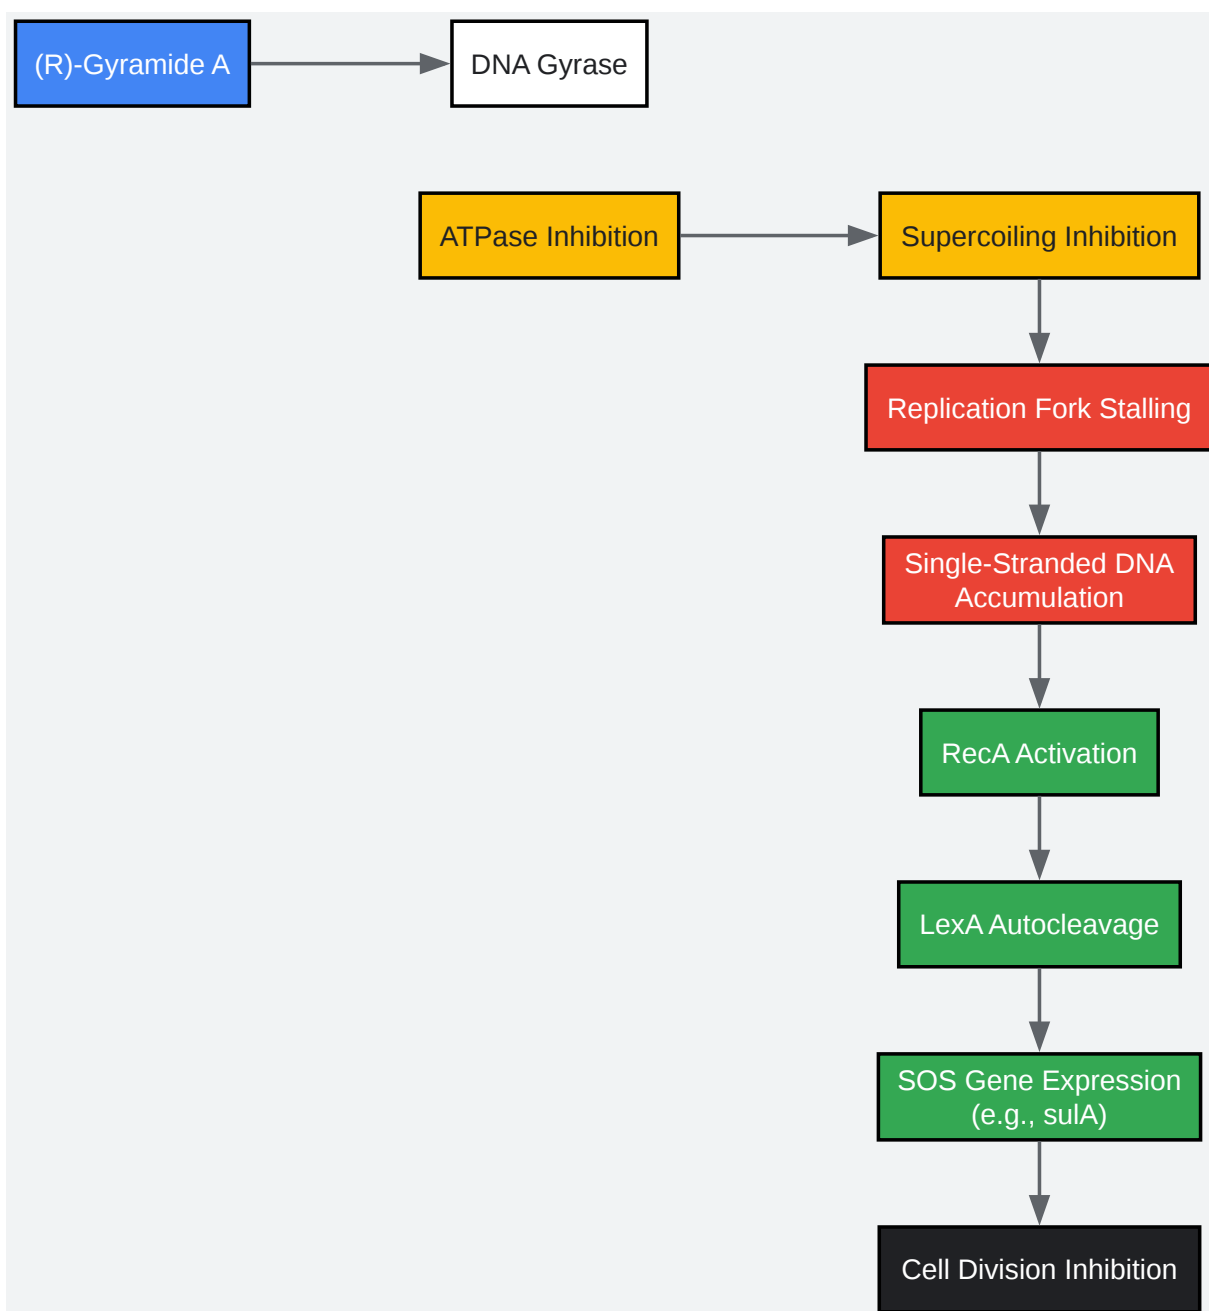 (R)-Gyramide A
DNA Gyrase
ATPase Inhibition
Supercoiling Inhibition
Replication Fork Stalling
Single-Stranded DNA
Accumulation
RecA Activation
LexA Autocleavage
SOS Gene Expression
(e.g., sulA)
Cell Division Inhibition